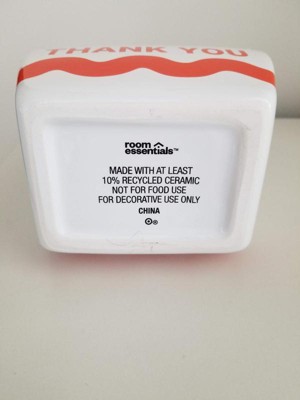 THANK YOU
room
essentials™
MADE WITH AT LEAST
10% RECYCLED CERAMIC
NOT FOR FOOD USE
FOR DECORATIVE USE ONLY
CHINA
®